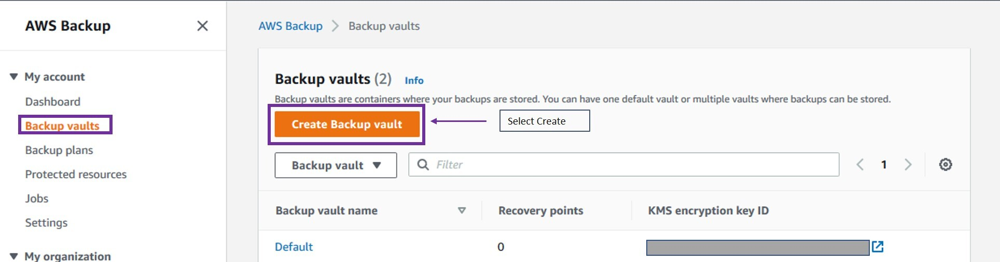 AWS Backup
My account
Dashboard
Backup vaults
Backup plans
Protected resources
Jobs
Settings
My organization
AWS Backup > Backup vaults
Backup vaults (2) Info
Backup vaults are containers where your backups are stored. You can have one default vault or multiple vaults where backups can be stored.
Create Backup vault
Select Create
Backup vault
Filter
1
Backup vault name Recovery points KMS encryption key ID
Default 0